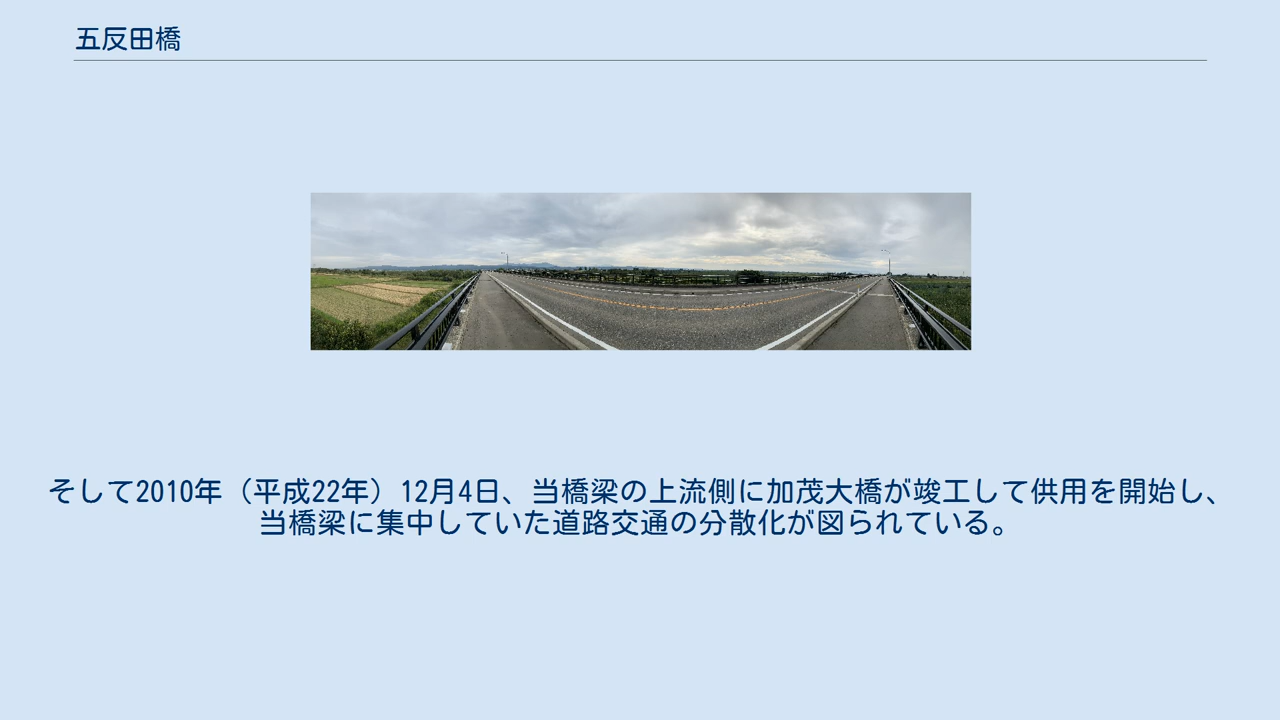 五反田橋
そして2010年（平成22年）12月4日、当橋梁の上流側に加茂大橋が竣工して供用を開始し、
当橋梁に集中していた道路交通の分散化が図られている。